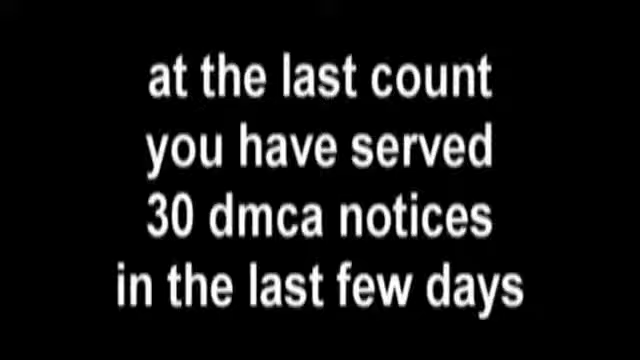 at the last count
you have served
30 dmca notices
in the last few days